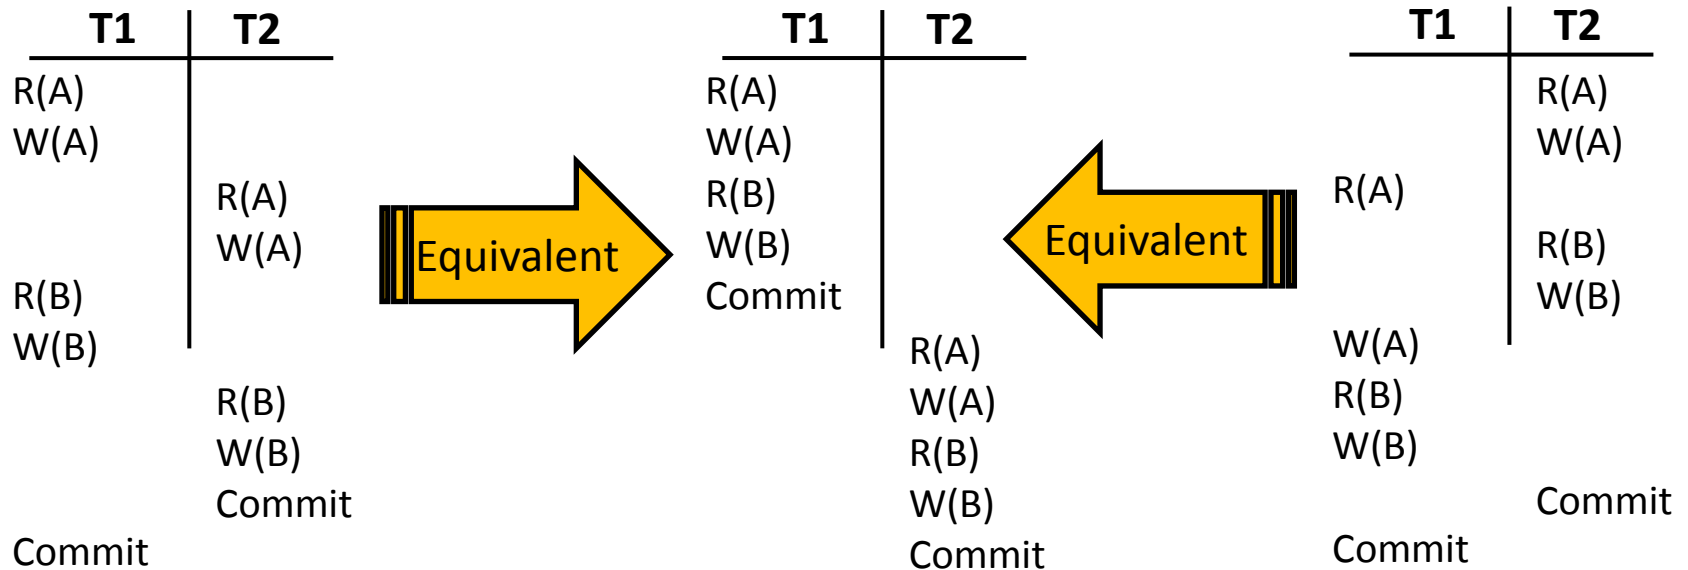 T1 T2
R(A)
W(A)
R(A)
W(A)
R(B)
W(B)
R(B)
W(B)
Commit
Commit
Equivalent
T1 T2
R(A)
W(A)
R(B)
W(B)
Commit
R(A)
W(A)
R(B)
W(B)
Commit
Equivalent
T1 T2
R(A)
W(A)
R(A)
R(B)
W(B)
W(A)
R(B)
W(B)
Commit
Commit